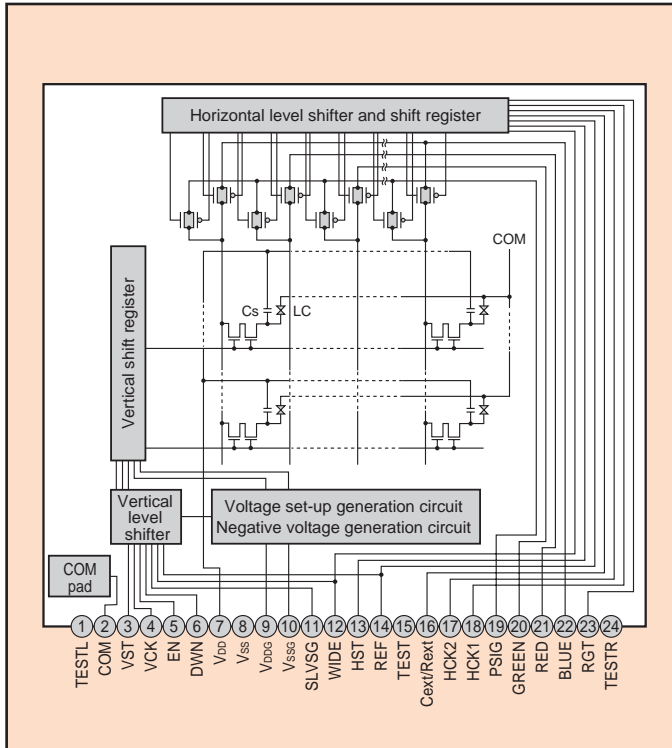 Horizontal level shifter and shift register
COM
Cs
LC
Vertical shift register
Vertical
level
shifter
Voltage set-up generation circuit
Negative voltage generation circuit
COM
pad
1 2 3 4 5 6 7 8 9 10 11 12 13 14 15 16 17 18 19 20 21 22 23 24
TESTL
COM
VST
VCK
EN
DWN
VDD
VSS
VDDG
VSSG
SLVSG
WIDE
HST
REF
TEST
Cext/Rext
HCK2
HCK1
PSIG
GREEN
RED
BLUE
RGT
TESTR